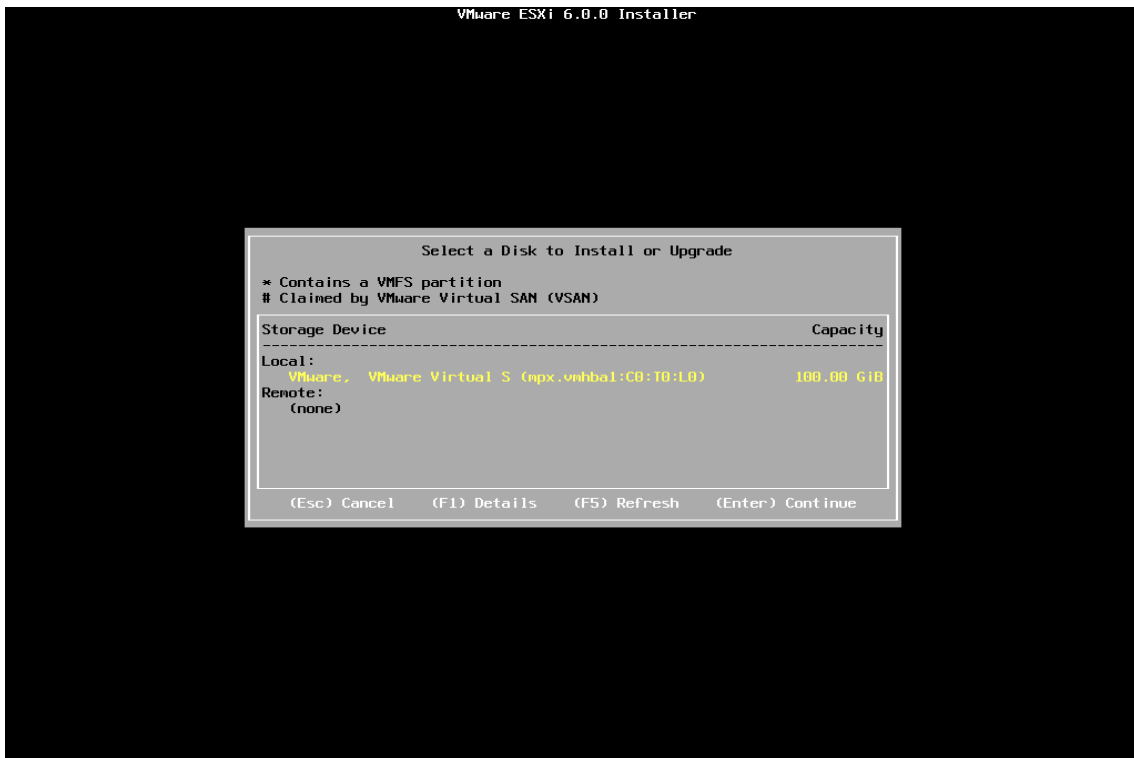 VMware ESXi 6.0.0 Installer
Select a Disk to Install or Upgrade
* Contains a VMFS partition
# Claimed by VMware Virtual SAN (VSAN)
Storage Device Capacity
--------------------------------------------------------------------------------
Local:
VMware, VMware Virtual S (mpx.vmhba1:C0:T0:L0) 100.00 GiB
Remote:
(none)
(Esc) Cancel (F1) Details (F5) Refresh (Enter) Continue